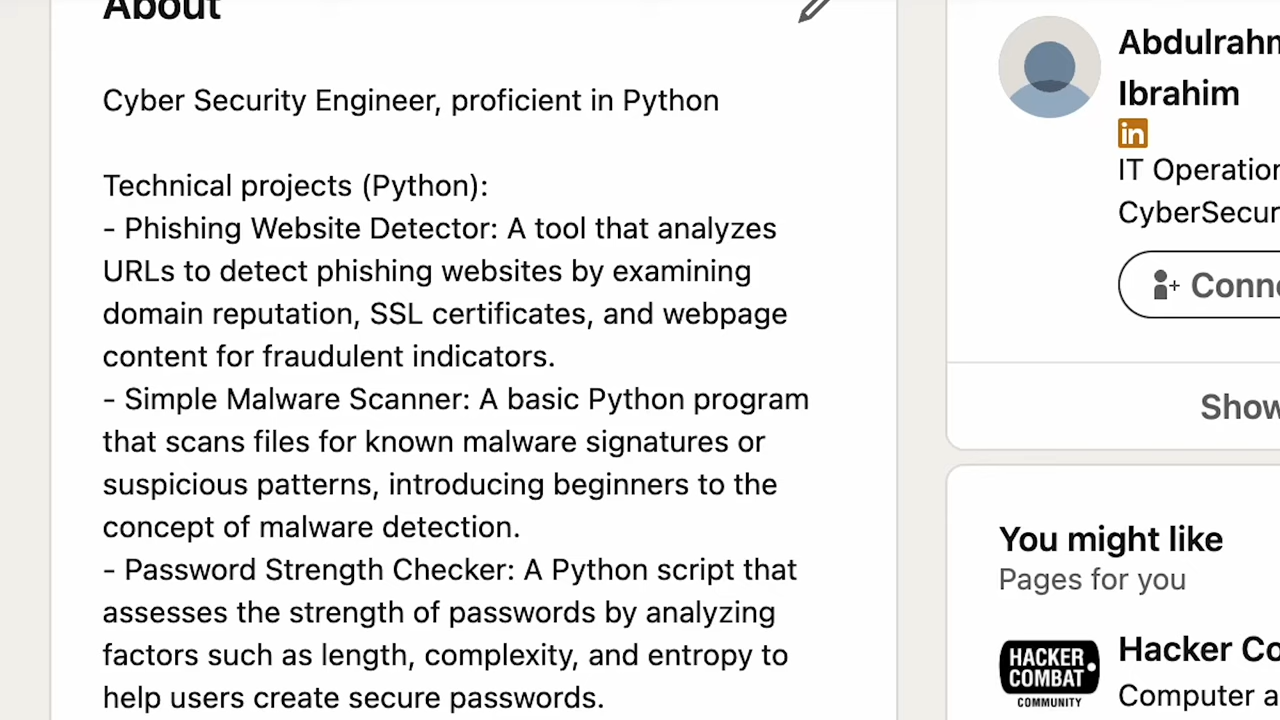 About
Cyber Security Engineer, proficient in Python
Technical projects (Python):
- Phishing Website Detector: A tool that analyzes
URLs to detect phishing websites by examining
domain reputation, SSL certificates, and webpage
content for fraudulent indicators.
- Simple Malware Scanner: A basic Python program
that scans files for known malware signatures or
suspicious patterns, introducing beginners to the
concept of malware detection.
- Password Strength Checker: A Python script that
assesses the strength of passwords by analyzing
factors such as length, complexity, and entropy to
help users create secure passwords.
Ibrahim
in
IT
Show
You might like
Pages for you
HACKER
COMBAT
COMMUNITY
Hacker
Computer